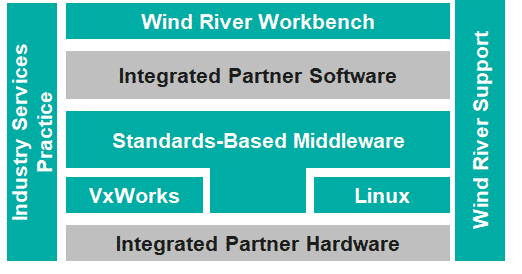 Industry Services
Practice
Wind River Workbench
Integrated Partner Software
Standards-Based Middleware
VxWorks
Linux
Integrated Partner Hardware
Wind River Support